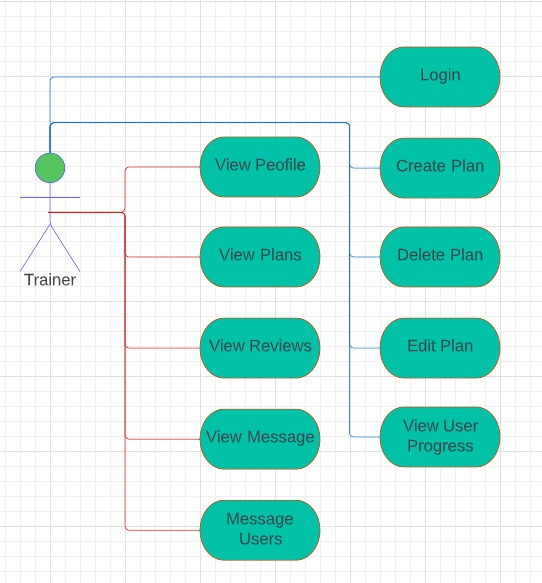 Login
View Peofile
Create Plan
View Plans
Delete Plan
Trainer
View Reviews
Edit Plan
View Message
View User
Progress
Message
Users